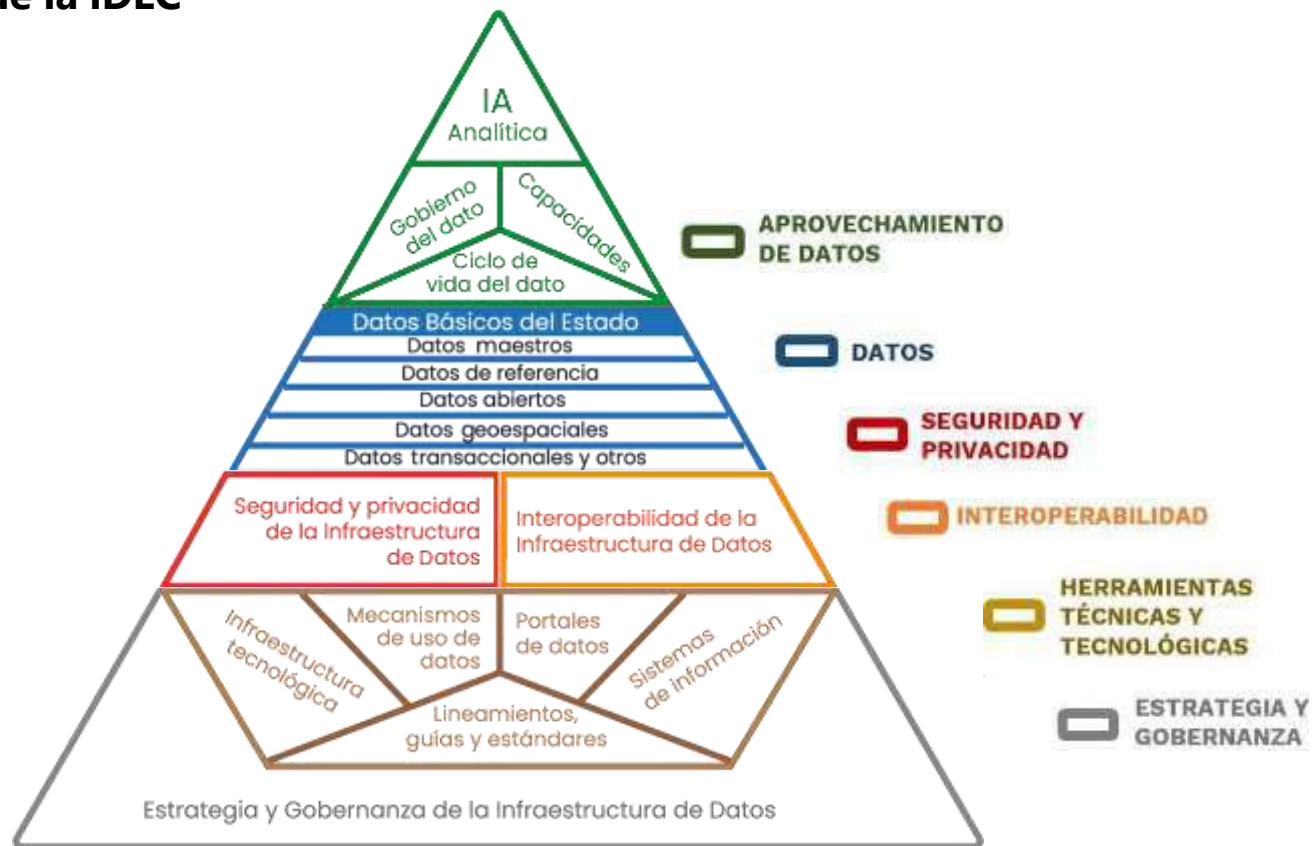 de la IDEC
IA
Analítica
Gobierno
del dato
Capacidades
Ciclo de
vida del dato
Datos Básicos del Estado
Datos maestros
Datos de referencia
Datos abiertos
Datos geoespaciales
Datos transaccionales y otros
Seguridad y privacidad
de la Infraestructura
de Datos
Interoperabilidad de la
Infraestructura de Datos
Infraestructura
tecnológica
Mecanismos
de uso de
datos
Portales
de datos
Sistemas
de información
Lineamientos,
guías y estándares
Estrategia y Gobernanza de la Infraestructura de Datos
APROVECHAMIENTO
DE DATOS
DATOS
SEGURIDAD Y
PRIVACIDAD
INTEROPERABILIDAD
HERRAMIENTAS
TÉCNICAS Y
TECNOLÓGICAS
ESTRATEGIA Y
GOBERNANZA